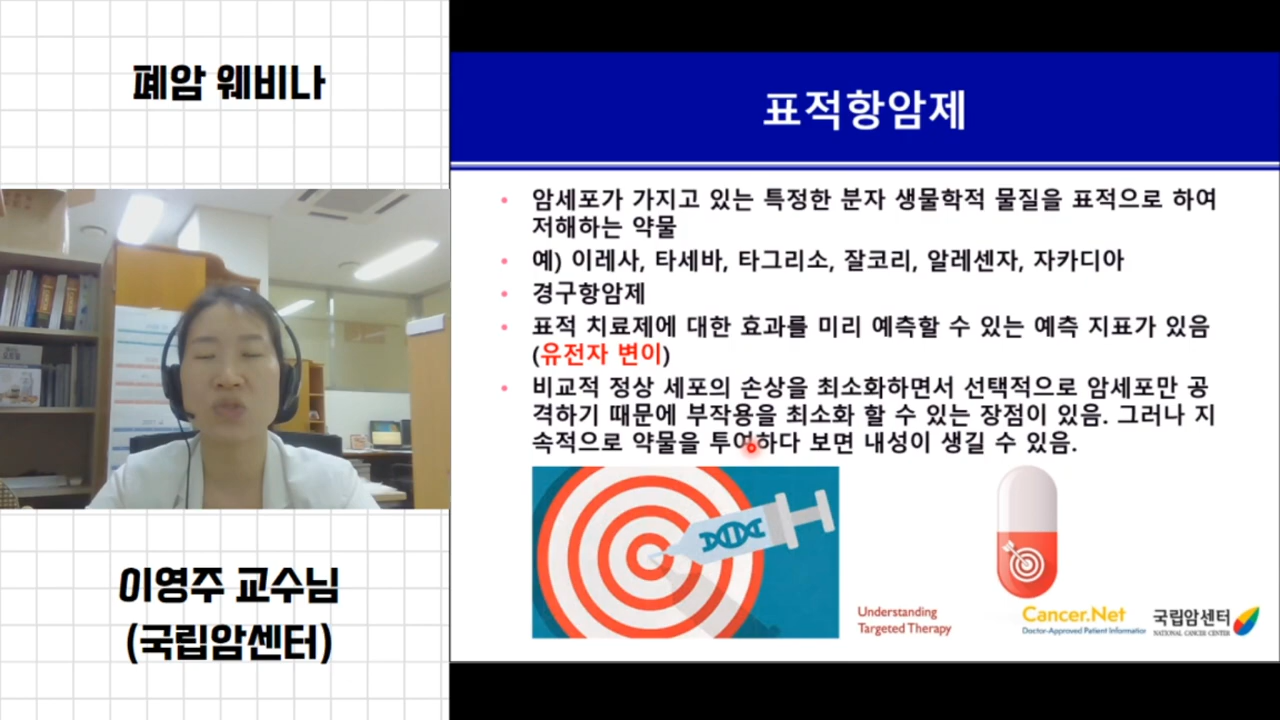 폐암 웨비나
이영주 교수님
(국립암센터)
표적항암제
• 암세포가 가지고 있는 특정한 분자 생물학적 물질을 표적으로 하여
저해하는 약물
• 예) 이레사, 타세바, 타그리소, 잘코리, 알레센자, 자카디아
• 경구항암제
• 표적 치료제에 대한 효과를 미리 예측할 수 있는 예측 지표가 있음
(유전자 변이)
• 비교적 정상 세포의 손상을 최소화하면서 선택적으로 암세포만 공
격하기 때문에 부작용을 최소화 할 수 있는 장점이 있음. 그러나 지
속적으로 약물을 투여하다 보면 내성이 생길 수 있음.
Understanding
Targeted Therapy
Cancer.Net
Doctor-Approved Patient Information
국립암센터
NATIONAL CANCER CENTER